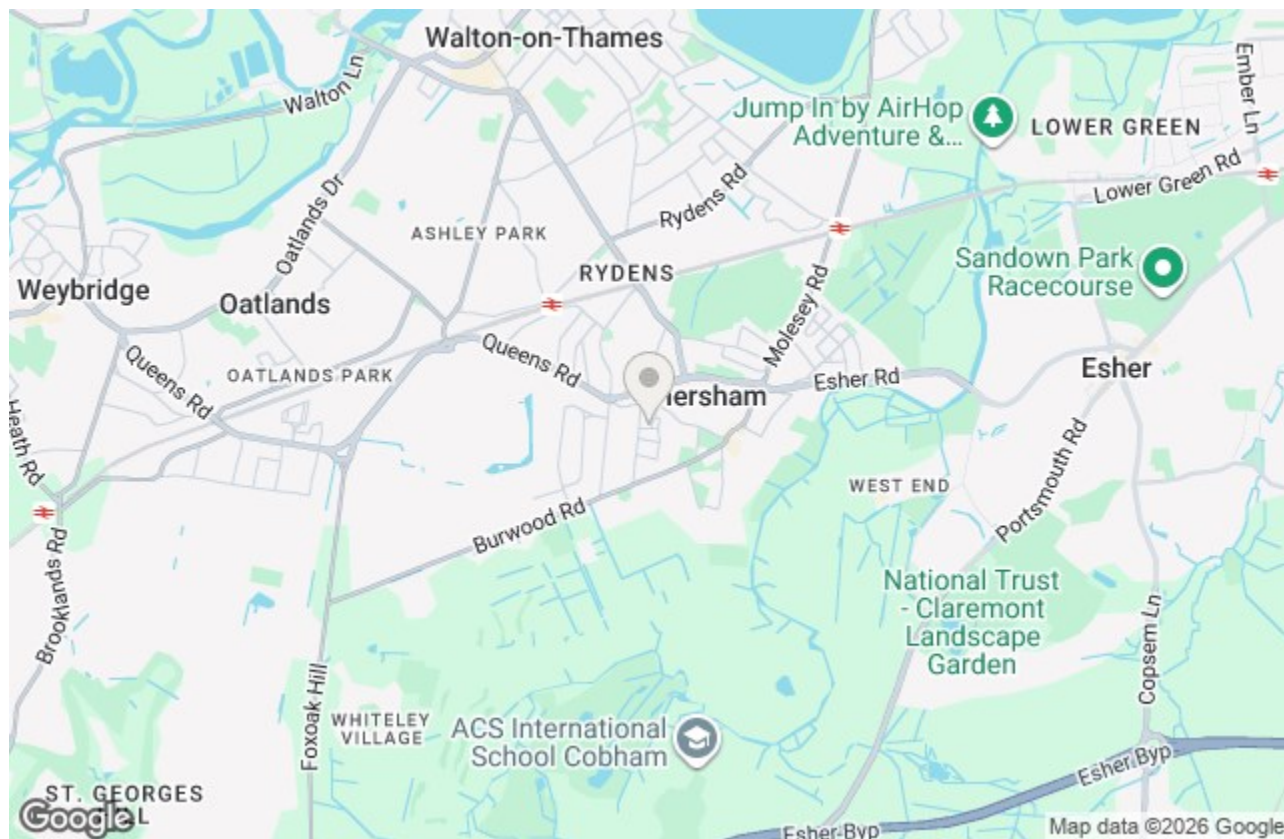 Walton-on-Thames
Walton Ln
Ember Ln
Jump In by AirHop
Adventure &...
LOWER GREEN
Lower Green Rd
Oatlands Dr
Rydens Rd
ASHLEY PARK
RYDENS
Sandown Park
Racecourse
Weybridge
Oatlands
Molesey Rd
Queens Rd
Queens Rd
OATLANDS PARK
Esher Rd
Esher
ersham
Heath Rd
Portsmouth Rd
WEST END
Burwood Rd
Brooklands Rd
National Trust
- Claremont
Landscape
Garden
Copsem Ln
Foxoak Hill
WHITELEY
VILLAGE
ACS International
School Cobham
Esher Byp
ST. GEORGES
HILL
Google
Esher Byp
Map data ©2026 Google